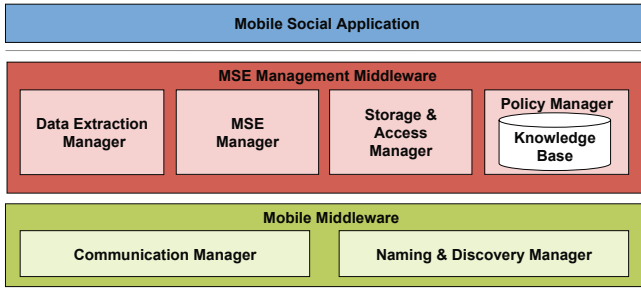 Mobile Social Application
MSE Management Middleware
Data Extraction
Manager
MSE
Manager
Storage &
Access
Manager
Policy Manager
Knowledge
Base
Mobile Middleware
Communication Manager
Naming & Discovery Manager